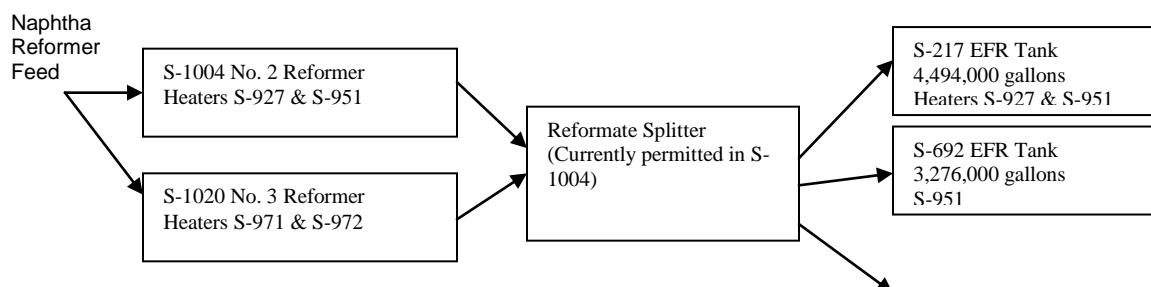 Naphtha
Reformer
Feed
S-1004 No. 2 Reformer
Heaters S-927 & S-951
S-1020 No. 3 Reformer
Heaters S-971 & S-972
Reformate Splitter
(Currently permitted in S-
1004)
S-217 EFR Tank
4,494,000 gallons
Heaters S-927 & S-951
S-692 EFR Tank
3,276,000 gallons
S-951